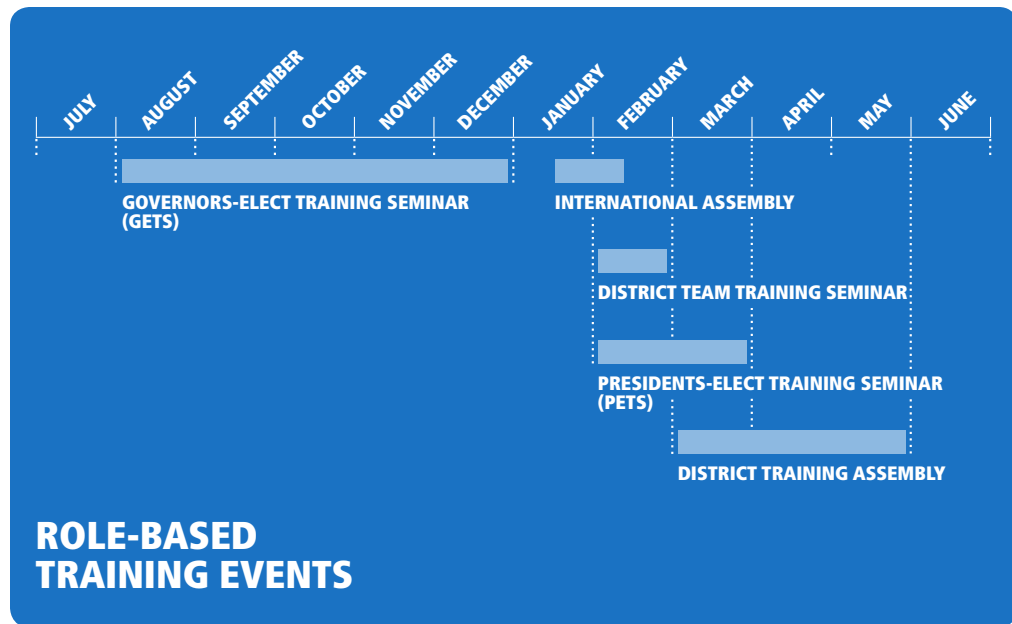 JULY
AUGUST
SEPTEMBER
OCTOBER
NOVEMBER
DECEMBER
JANUARY
FEBRUARY
MARCH
APRIL
MAY
JUNE
GOVERNORS-ELECT TRAINING SEMINAR
(GETS)
INTERNATIONAL ASSEMBLY
DISTRICT TEAM TRAINING SEMINAR
PRESIDENTS-ELECT TRAINING SEMINAR
(PETS)
DISTRICT TRAINING ASSEMBLY
ROLE-BASED
TRAINING EVENTS